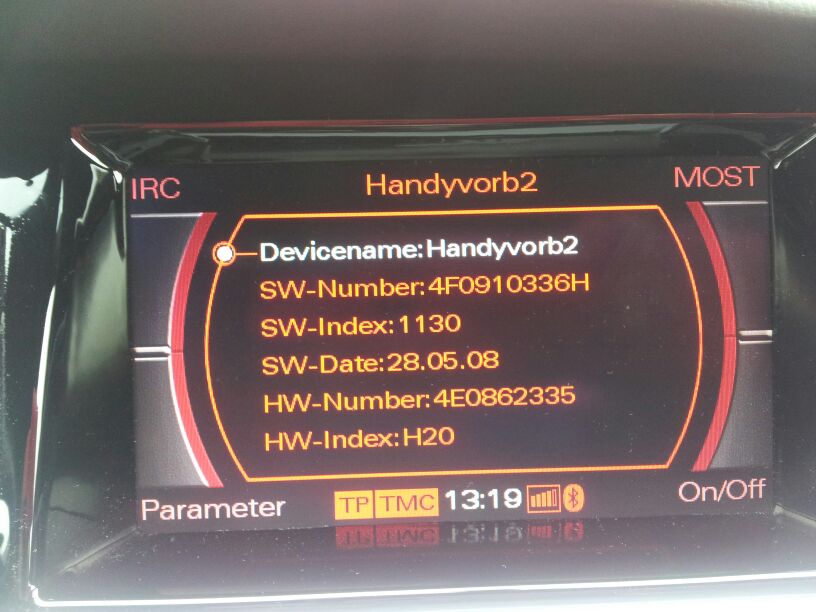 IRC Handyvorb2 MOST
Devicename:Handyvorb2
SW-Number:4F0910336H
SW-Index:1130
SW-Date:28.05.08
HW-Number:4E0862335
HW-Index:H20
Parameter TP TMC 13:19 On/Off